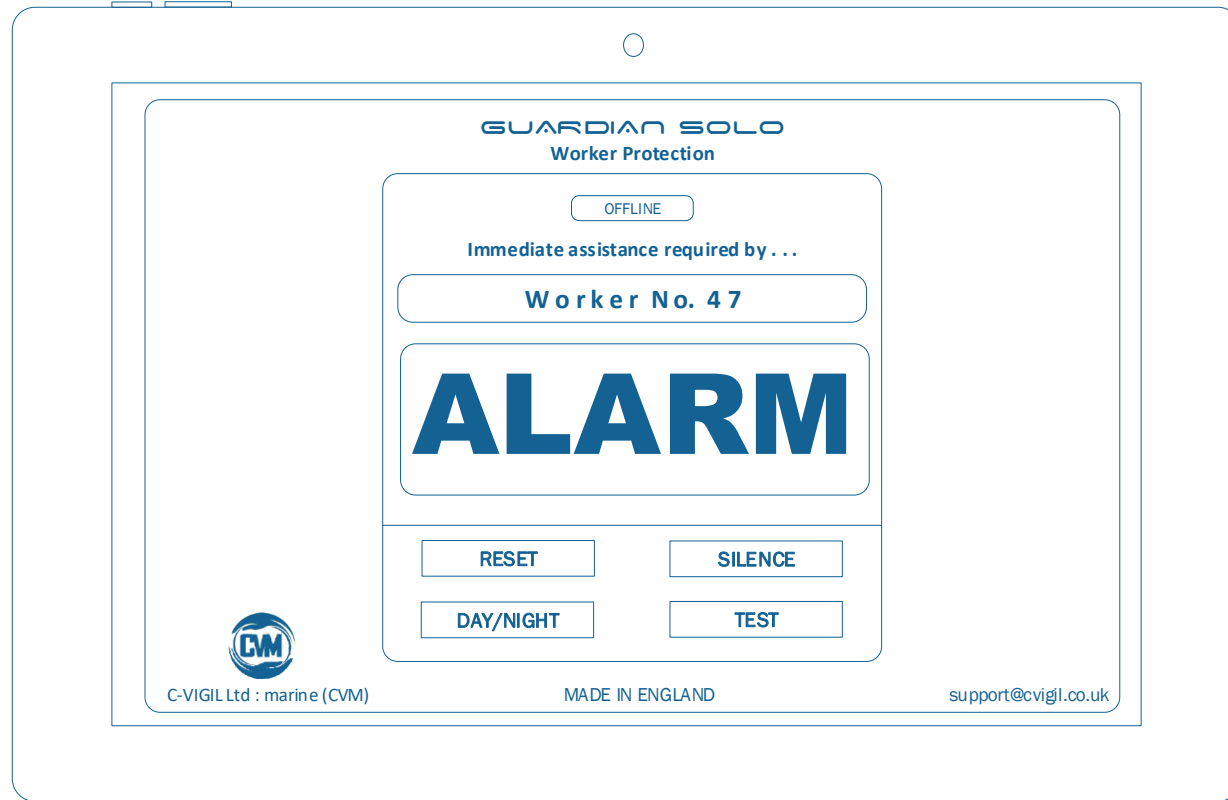 GUARDIAN SOLO
Worker Protection
OFFLINE
Immediate assistance required by . . .
Worker No. 47
ALARM
RESET
SILENCE
DAY/NIGHT
TEST
CVM
C-VIGIL Ltd : marine (CVM)
MADE IN ENGLAND
support@cvigil.co.uk